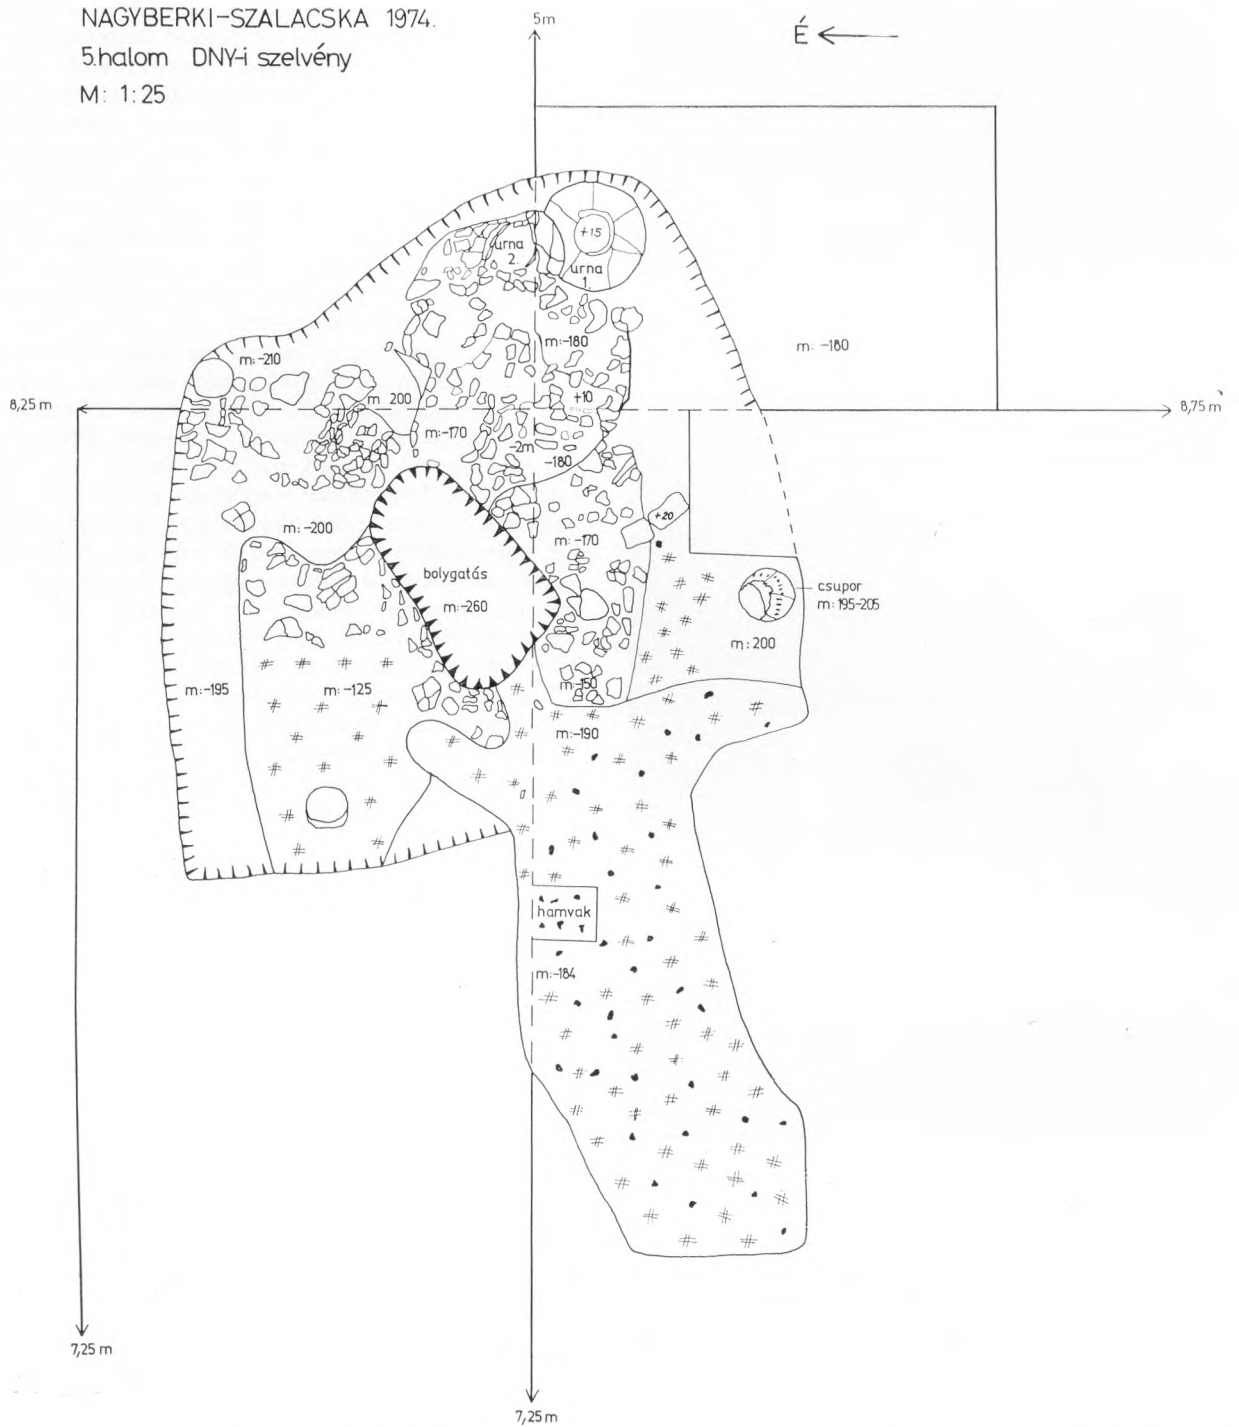 NAGYBERKI-SZALACSKA 1974.
5.halom DNY-i szelvény
M: 1:25
5m
É
+15
urna
2.
urna
1.
m:-180
m: -180
m:-210
m 200
+10
8,25 m
8,75 m
m:-170
-2m
-180
+20
m:-200
m:-170
bolygatás
m:-260
csupor
m: 195-205
m: 200
m:-195
m:-125
m:-150
m:-190
hamvak
m:-184
7,25 m
7,25 m